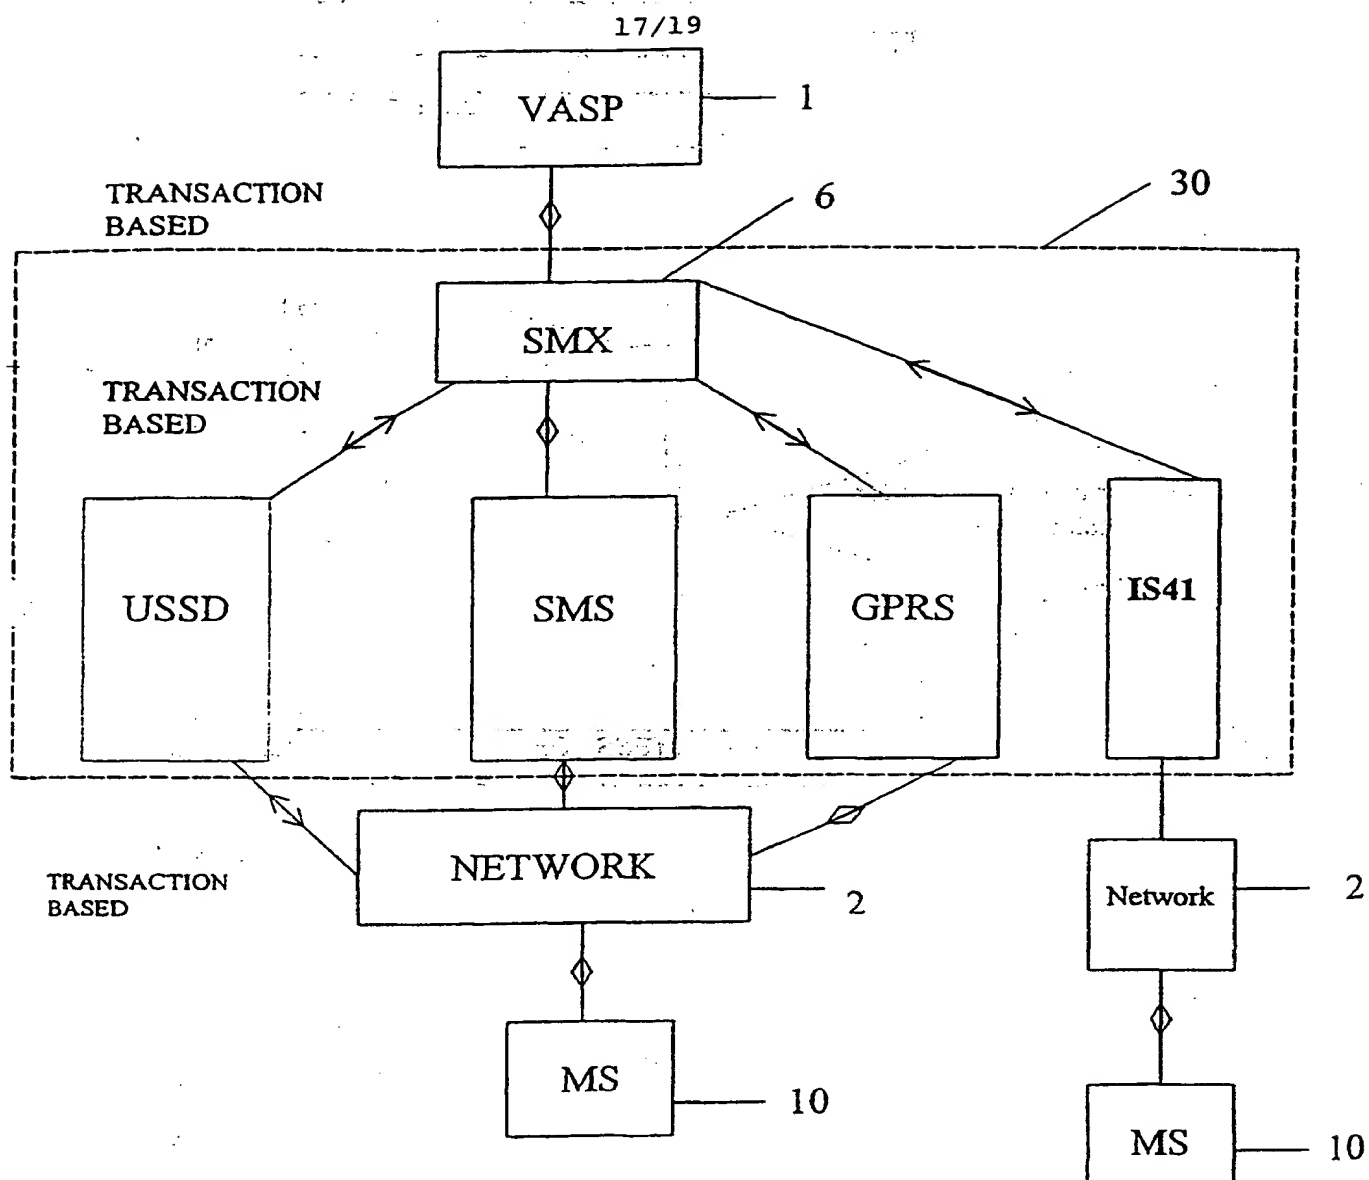 17/19
VASP
1
TRANSACTION
BASED
6
30
SMX
TRANSACTION
BASED
USSD
SMS
GPRS
IS41
NETWORK
2
TRANSACTION
BASED
Network
2
MS
10
MS
10